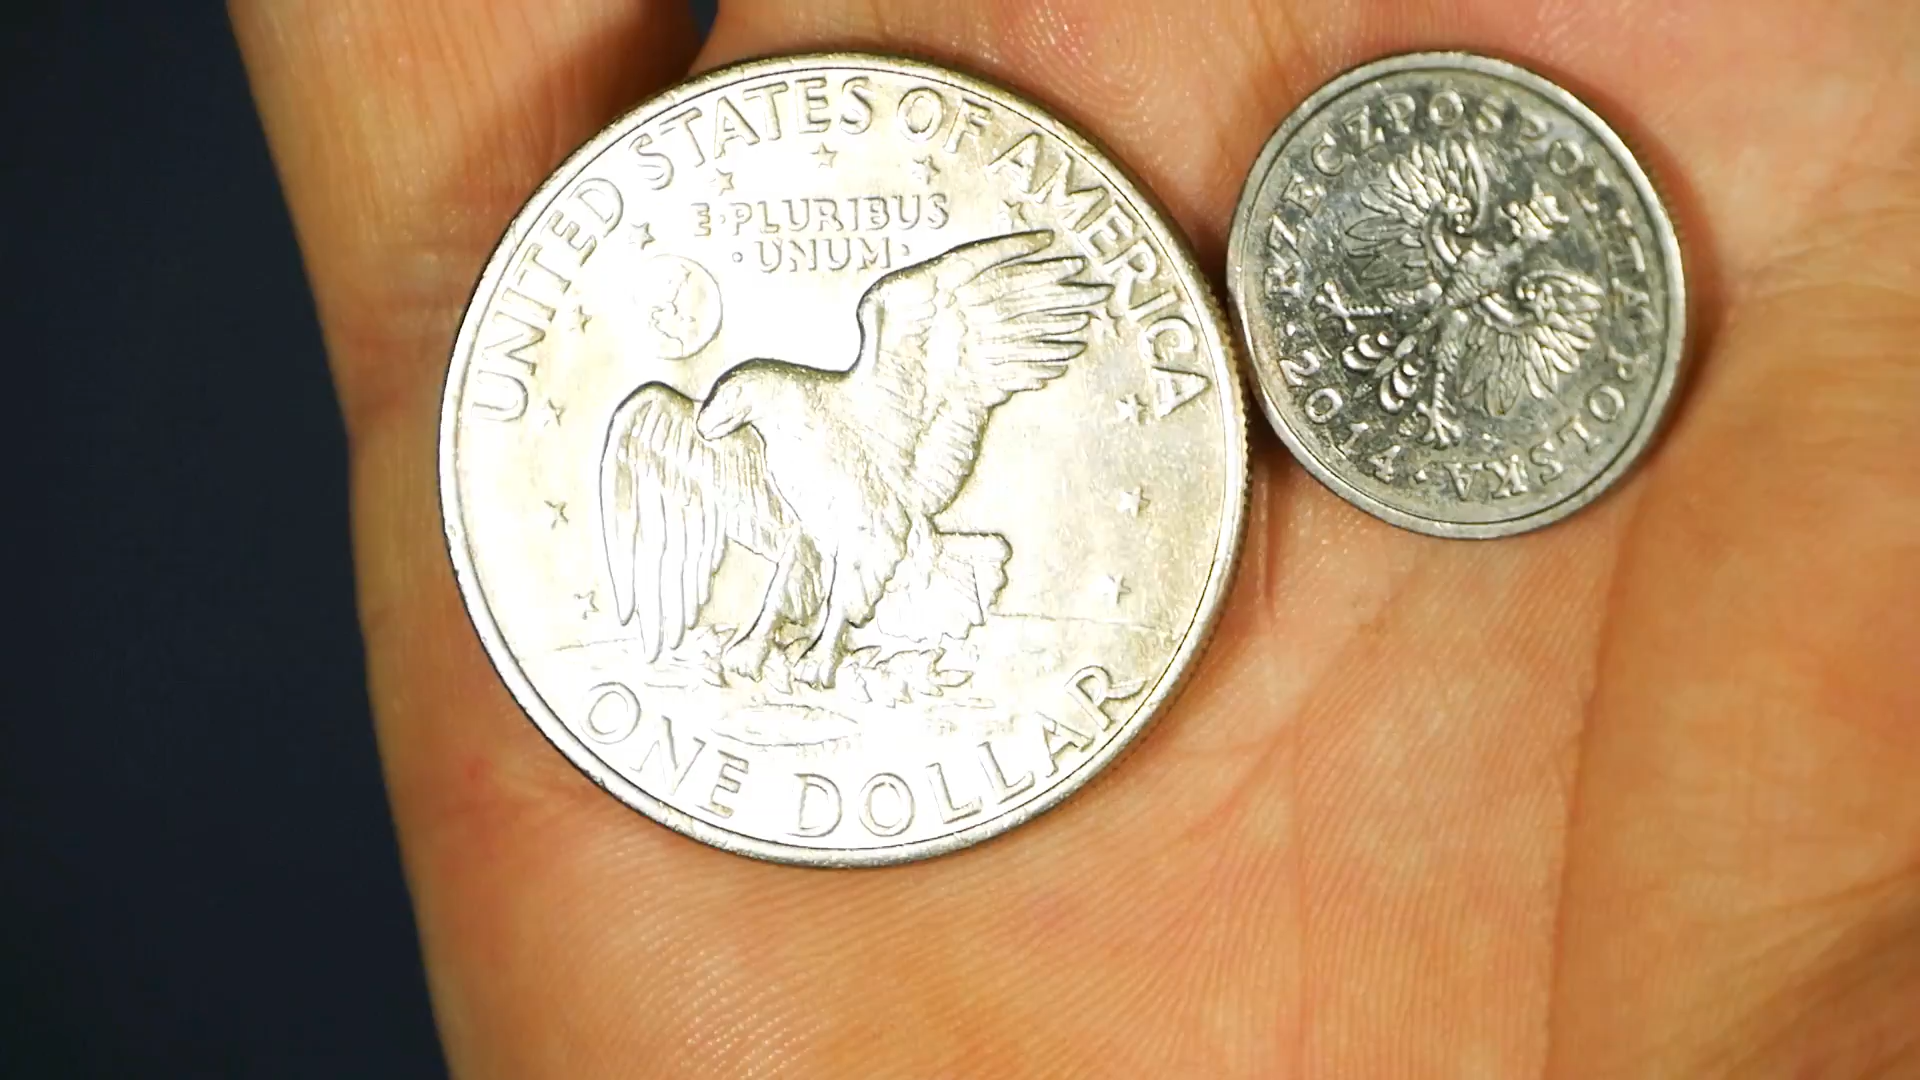 UNITED STATES OF AMERICA
E·PLURIBUS
·UNUM·
ONE DOLLAR
RZECZPOSPOLITA POLSKA
·2014·